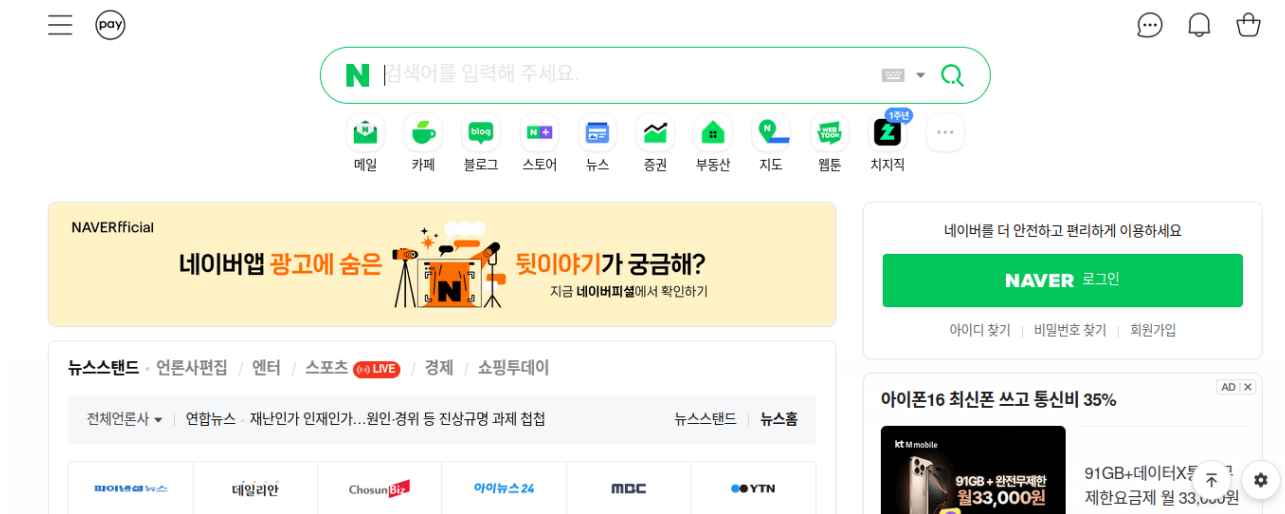 pay
N 검색어를 입력해 주세요.
N blog N+ N WEB TOON 1주년
메일 카페 블로그 스토어 뉴스 증권 부동산 지도 웹툰 치지직
NAVERfficial
네이버앱 광고에 숨은 뒷이야기가 궁금해?
지금 네이버피셜에서 확인하기
N
네이버를 더 안전하고 편리하게 이용하세요
NAVER 로그인
아이디 찾기 비밀번호 찾기 회원가입
뉴스스탠드 언론사편집 엔터 스포츠 LIVE 경제 쇼핑투데이
전체언론사 연합뉴스 재난인가 인재인가…원인·경위 등 진상규명 과제 첩첩 뉴스스탠드 뉴스홈
파이낸셜뉴스 데일리안 ChosunBiz 아이뉴스24 MBC YTN
AD
아이폰16 최신폰 쓰고 통신비 35%
kt M mobile
91GB + 완전무제한
월33,000원
91GB+데이터X
제한요금제 월 33,000원